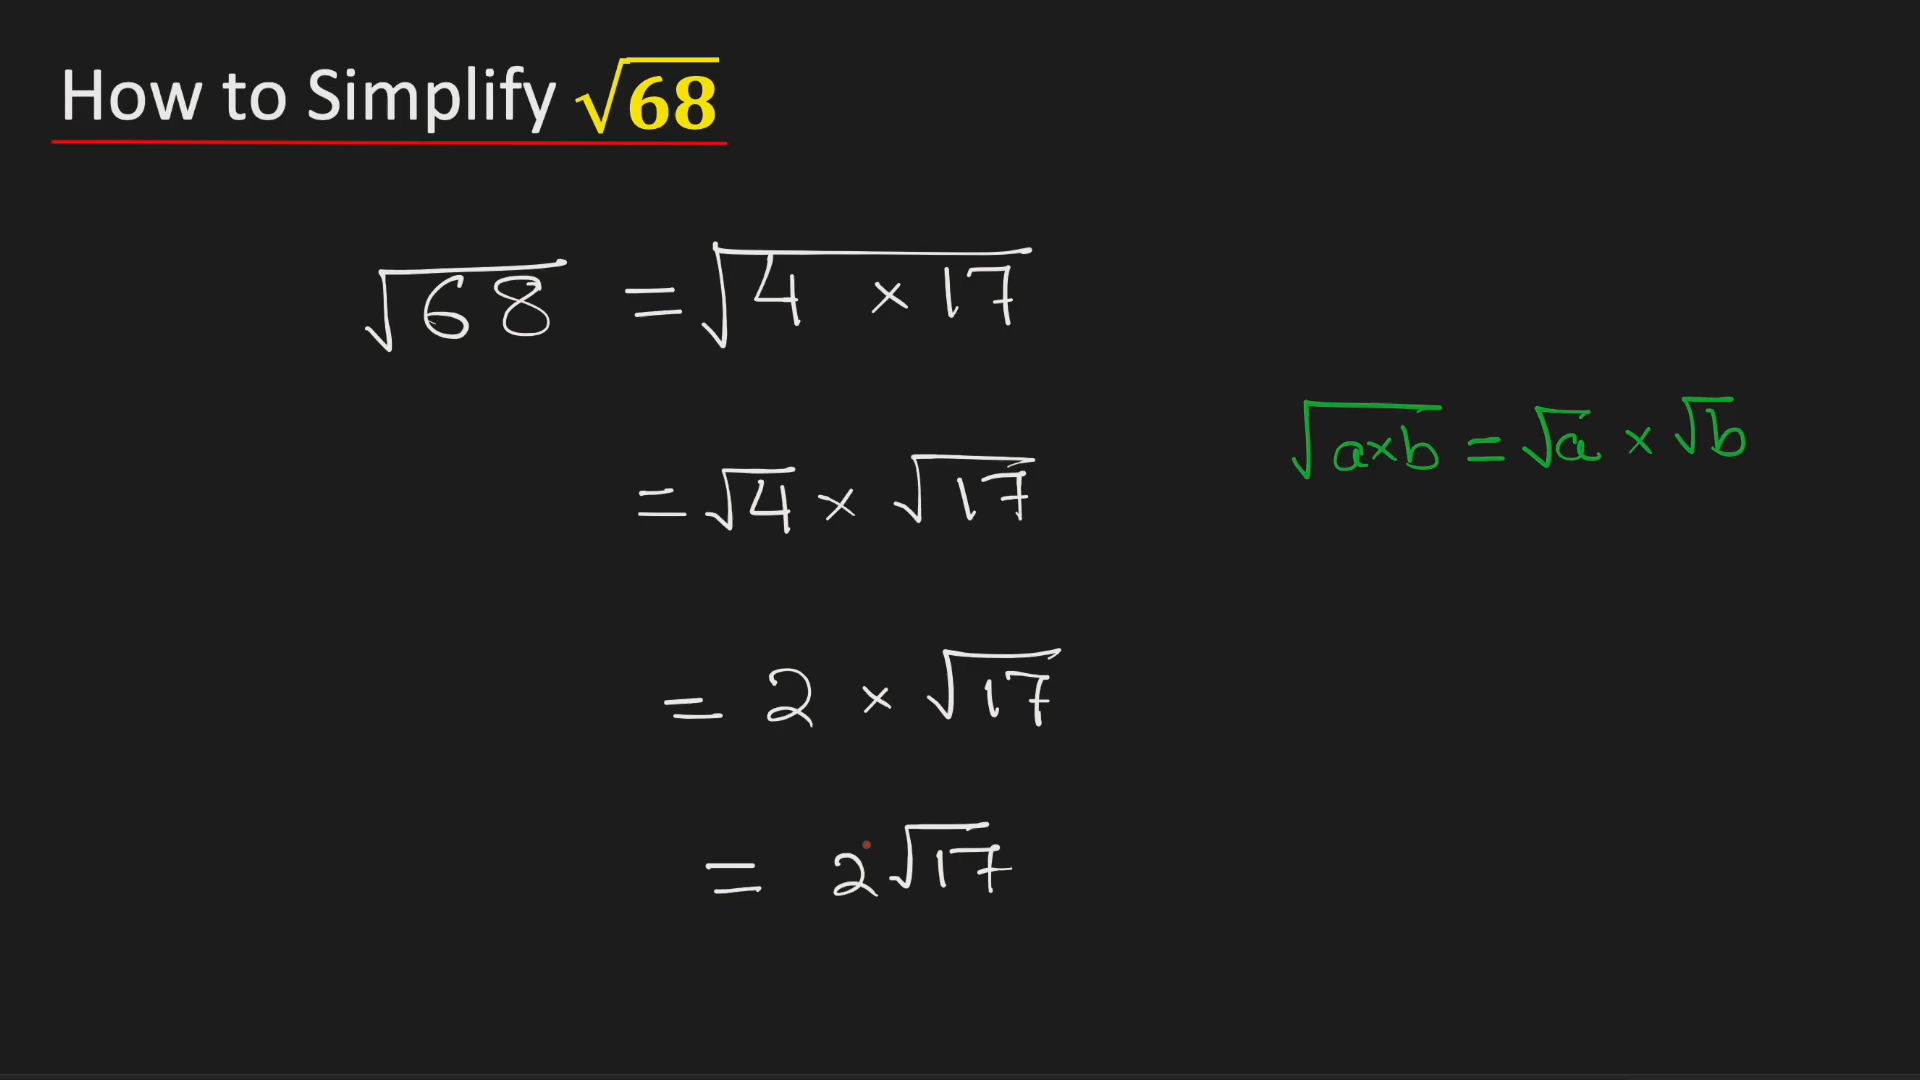 How to Simplify √68
√68 = √4 × 17
√a×b = √a × √b
= √4 × √17
= 2 × √17
= 2√17